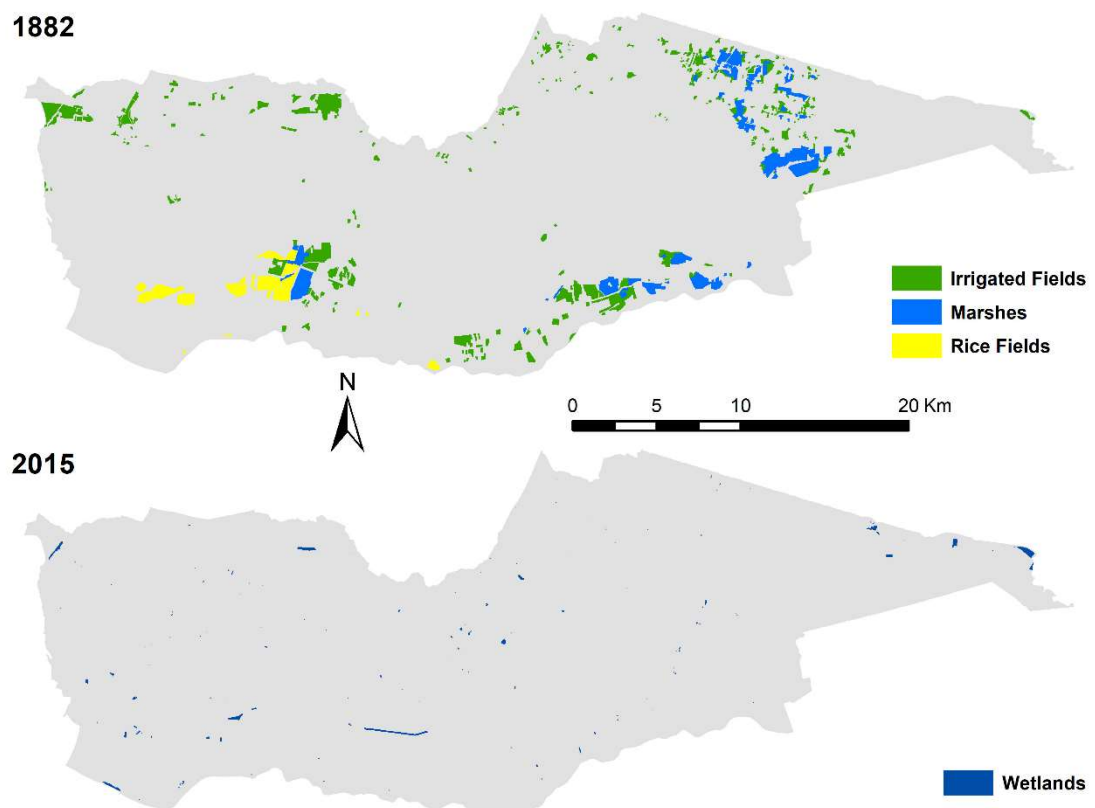 1882
Irrigated Fields
Marshes
Rice Fields
N
0 5 10 20 Km
2015
Wetlands